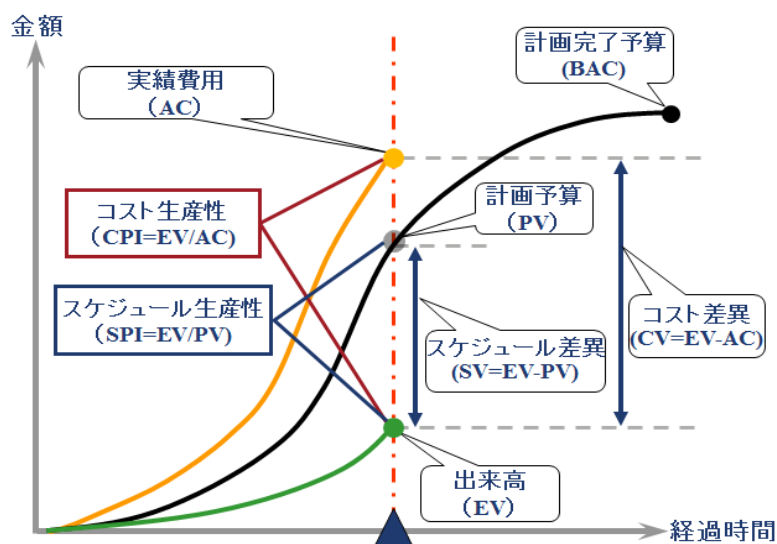 金額
計画完了予算
(BAC)
実績費用
（AC）
計画予算
（PV）
コスト生産性
（CPI=EV/AC）
スケジュール生産性
（SPI=EV/PV）
コスト差異
(CV=EV-AC)
スケジュール差異
(SV=EV-PV)
出来高
（EV）
経過時間